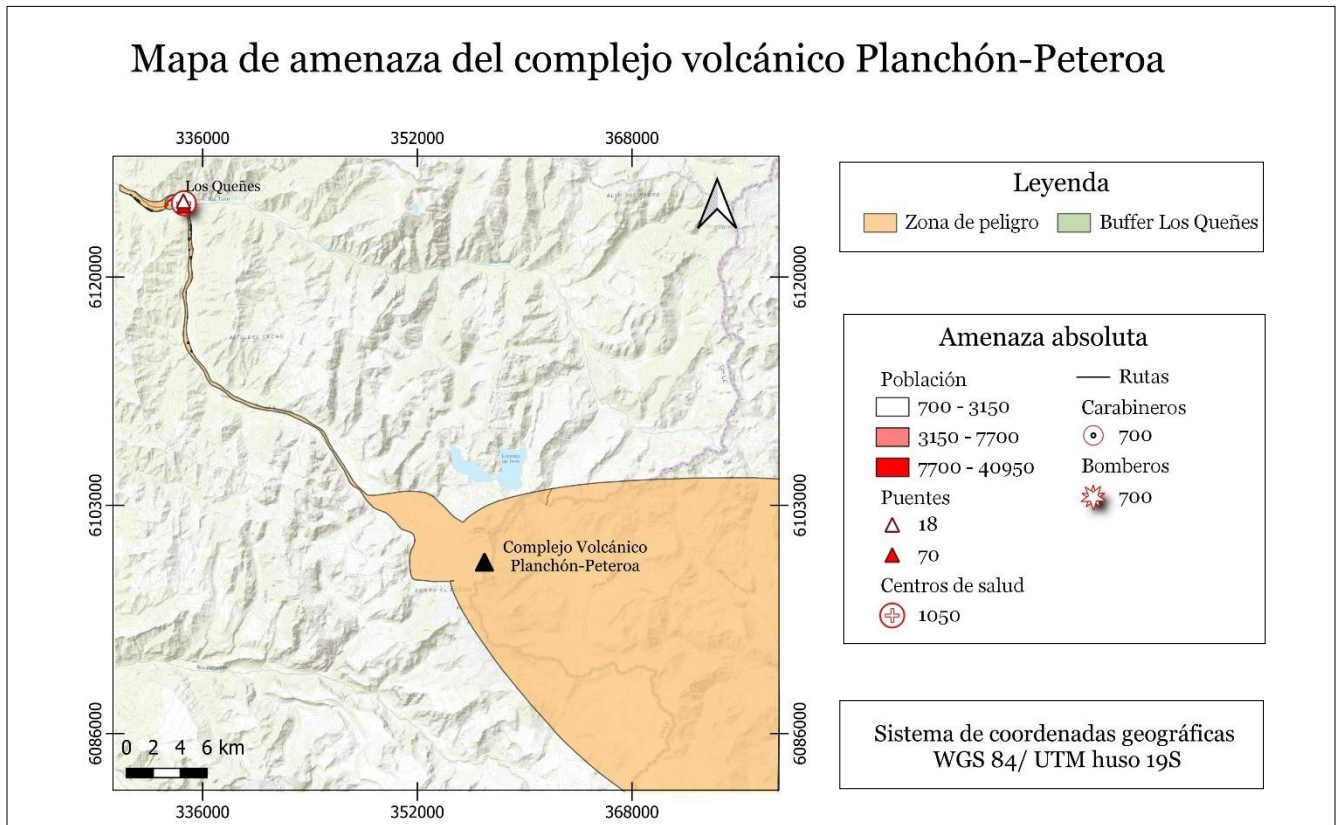 Mapa de amenaza del complejo volcánico Planchón-Peteroa
336000
352000
368000
Los Queñes
6120000
6120000
6103000
6103000
Complejo Volcánico
Planchón-Peteroa
6086000
6086000
0 2 4 6 km
336000
352000
368000
Leyenda
Zona de peligro
Buffer Los Queñes
Amenaza absoluta
Población
700 - 3150
3150 - 7700
7700 - 40950
Puentes
18
70
Centros de salud
1050
Rutas
Carabineros
700
Bomberos
700
Sistema de coordenadas geográficas
WGS 84/ UTM huso 19S